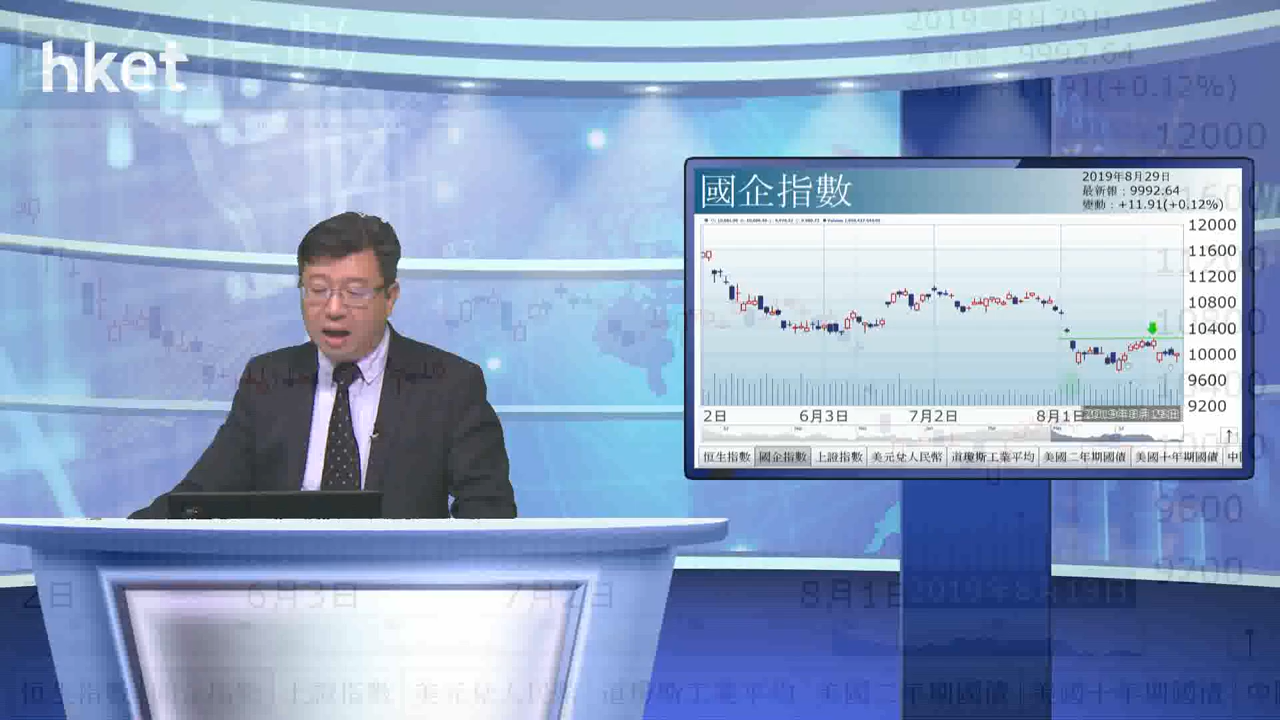 hket
國企指數
2019年8月29日
最新報：9992.64
變動：+11.91(+0.12%)
12000
11600
11200
10800
10400
10000
9600
9200
2日 6月3日 7月2日 8月1日
恒生指數 國企指數 上證指數 美元兌人民幣 道瓊斯工業平均 美國二年期國債 美國十年期國債 中